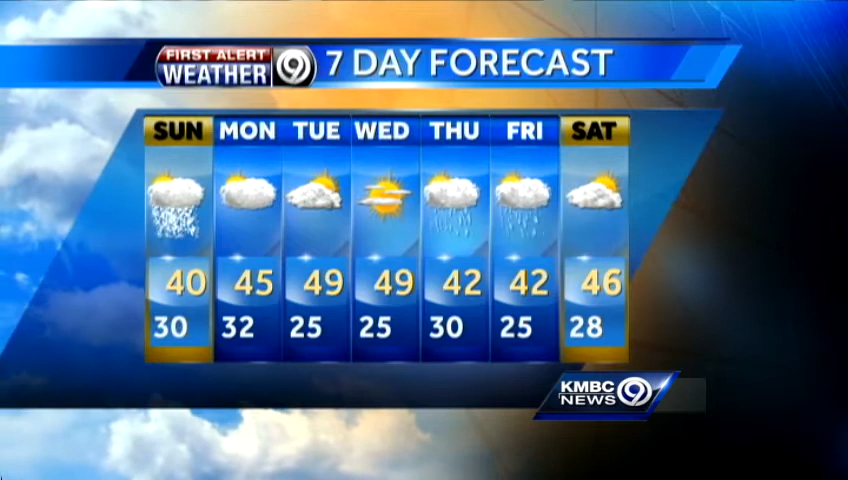 FIRST ALERT
WEATHER 9
7 DAY FORECAST
SUN MON TUE WED THU FRI SAT
40 45 49 49 42 42 46
30 32 25 25 30 25 28
KMBC 9
NEWS